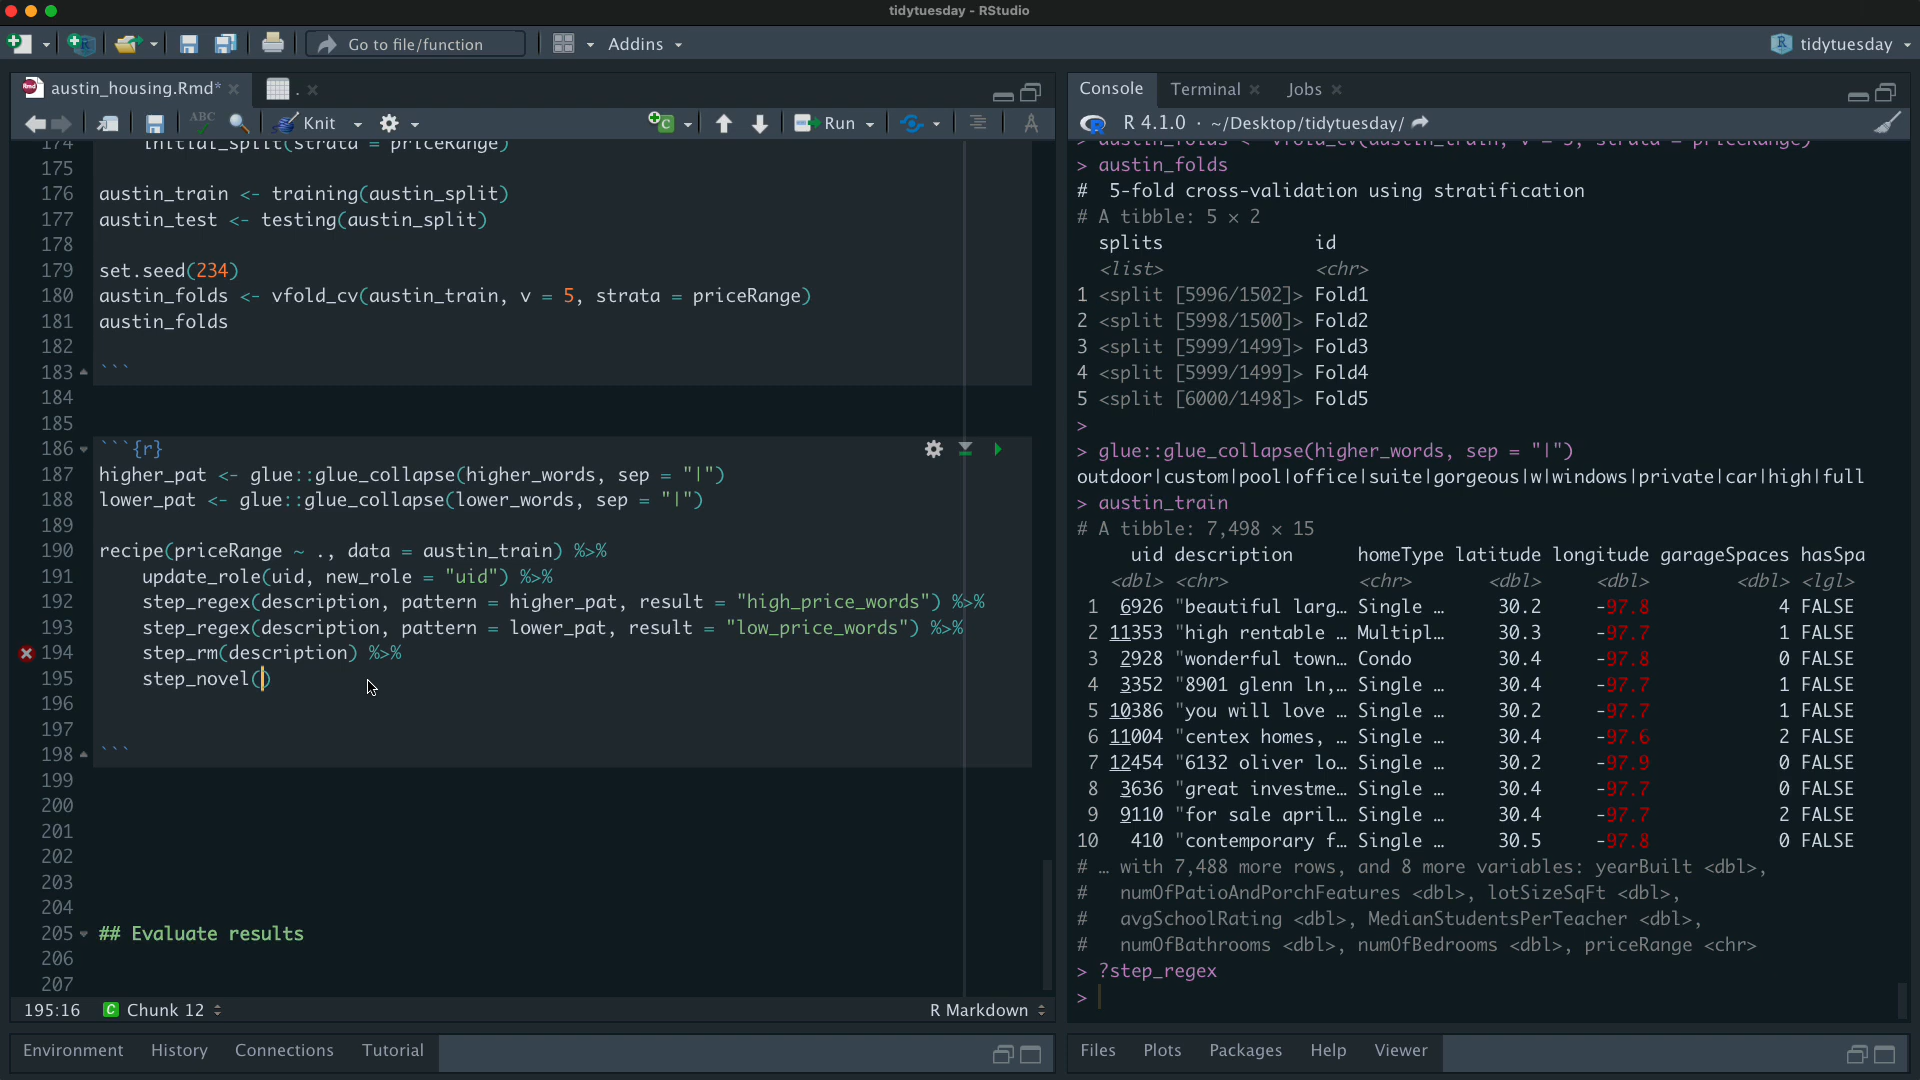 tidytuesday - RStudio
Go to file/function
Addins
tidytuesday
austin_housing.Rmd*
.
Knit
Run
ABC
174 initial_split(strata = priceRange)
175
176 austin_train <- training(austin_split)
177 austin_test <- testing(austin_split)
178
179 set.seed(234)
180 austin_folds <- vfold_cv(austin_train, v = 5, strata = priceRange)
181 austin_folds
182
183 ```
184
185
186 ```{r}
187 higher_pat <- glue::glue_collapse(higher_words, sep = "|")
188 lower_pat <- glue::glue_collapse(lower_words, sep = "|")
189
190 recipe(priceRange ~ ., data = austin_train) %>%
191 update_role(uid, new_role = "uid") %>%
192 step_regex(description, pattern = higher_pat, result = "high_price_words") %>%
193 step_regex(description, pattern = lower_pat, result = "low_price_words") %>%
194 step_rm(description) %>%
195 step_novel()
196
197
198 ```
199
200
201
202
203
204
205 ## Evaluate results
206
207
195:16 Chunk 12 R Markdown
Environment History Connections Tutorial
Console Terminal Jobs
R 4.1.0 · ~/Desktop/tidytuesday/
> austin_folds <- vfold_cv(austin_train, v = 5, strata = priceRange)
> austin_folds
# 5-fold cross-validation using stratification
# A tibble: 5 × 2
splits id
<list> <chr>
1 <split [5996/1502]> Fold1
2 <split [5998/1500]> Fold2
3 <split [5999/1499]> Fold3
4 <split [5999/1499]> Fold4
5 <split [6000/1498]> Fold5
>
> glue::glue_collapse(higher_words, sep = "|")
outdoor|custom|pool|office|suite|gorgeous|w|windows|private|car|high|full
> austin_train
# A tibble: 7,498 × 15
uid description homeType latitude longitude garageSpaces hasSpa
<dbl> <chr> <chr> <dbl> <dbl> <dbl> <lgl>
1 6926 "beautiful larg… Single … 30.2 -97.8 4 FALSE
2 11353 "high rentable … Multipl… 30.3 -97.7 1 FALSE
3 2928 "wonderful town… Condo 30.4 -97.8 0 FALSE
4 3352 "8901 glenn ln,… Single … 30.4 -97.7 1 FALSE
5 10386 "you will love … Single … 30.2 -97.7 1 FALSE
6 11004 "centex homes, … Single … 30.4 -97.6 2 FALSE
7 12454 "6132 oliver lo… Single … 30.2 -97.9 0 FALSE
8 3636 "great investme… Single … 30.4 -97.7 0 FALSE
9 9110 "for sale april… Single … 30.4 -97.7 2 FALSE
10 410 "contemporary f… Single … 30.5 -97.8 0 FALSE
# … with 7,488 more rows, and 8 more variables: yearBuilt <dbl>,
# numOfPatioAndPorchFeatures <dbl>, lotSizeSqFt <dbl>,
# avgSchoolRating <dbl>, MedianStudentsPerTeacher <dbl>,
# numOfBathrooms <dbl>, numOfBedrooms <dbl>, priceRange <chr>
> ?step_regex
>
Files Plots Packages Help Viewer